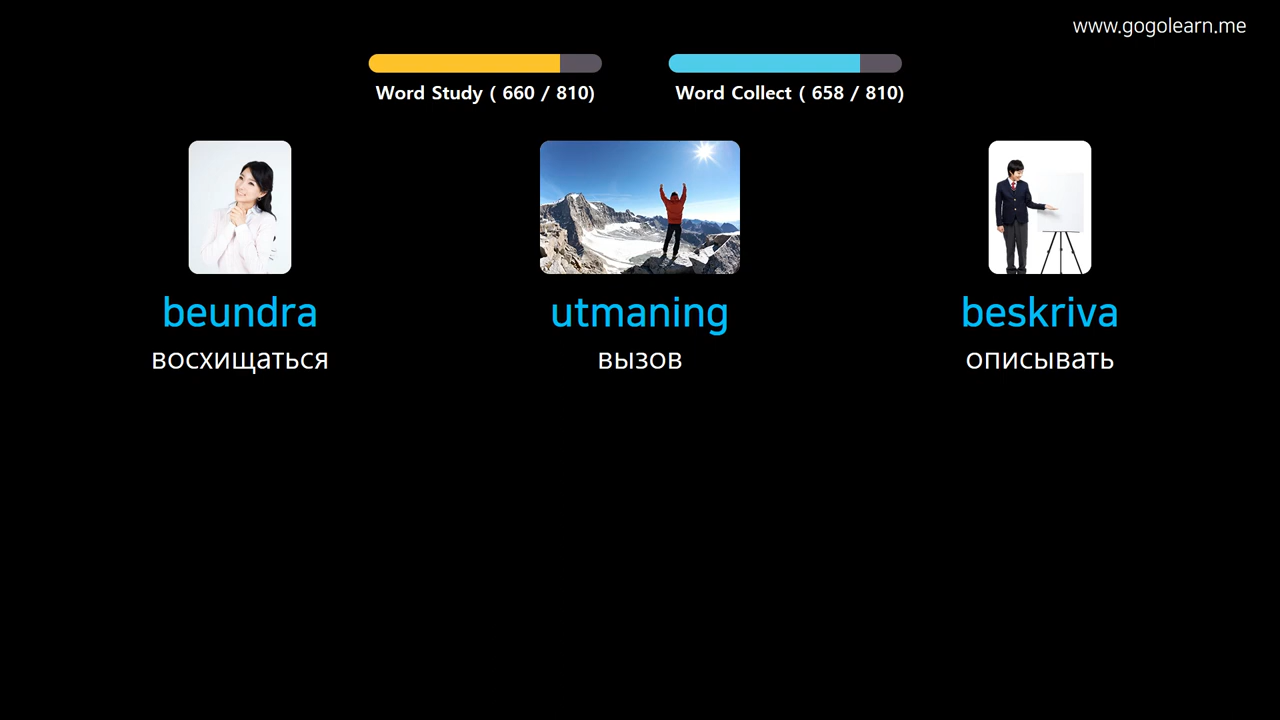 www.gogolearn.me
Word Study ( 660 / 810)
Word Collect ( 658 / 810)
beundra
utmaning
beskriva
восхищаться
вызов
описывать